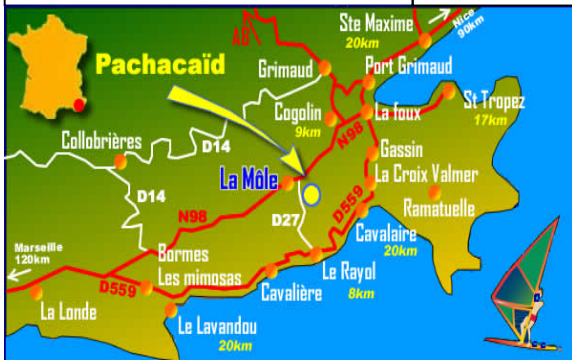 Ste Maxime
20km
Nice
90km
A8
Pachacaïd
Grimaud
Port Grimaud
Cogolin
9km
La foux
St Tropez
17km
N98
Collobrières
D14
Gassin
La Môle
La Croix Valmer
D14
D27
D559
Ramatuelle
N98
Cavalaire
20km
Marseille
120km
Bormes
Les mimosas
Le Rayol
8km
D559
Cavalière
La Londe
Le Lavandou
20km